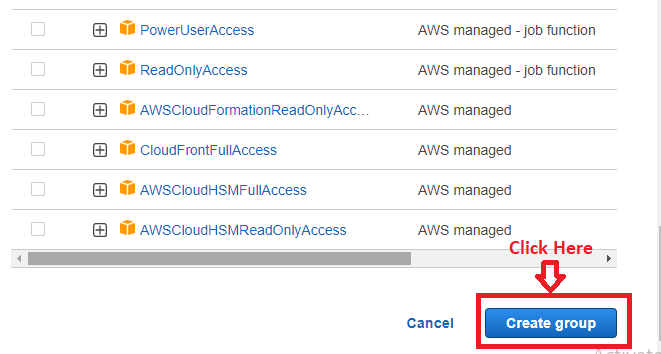 PowerUserAccess AWS managed - job function
ReadOnlyAccess AWS managed - job function
AWSCloudFormationReadOnlyAcc... AWS managed
CloudFrontFullAccess AWS managed
AWSCloudHSMFullAccess AWS managed
AWSCloudHSMReadOnlyAccess AWS managed
Click Here
Cancel Create group